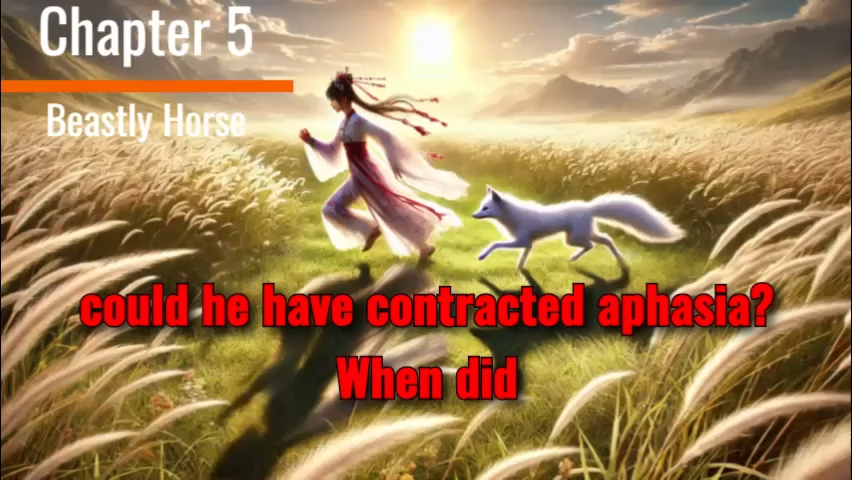 Chapter 5
Beastly Horse
could he have contracted aphasia?
When did